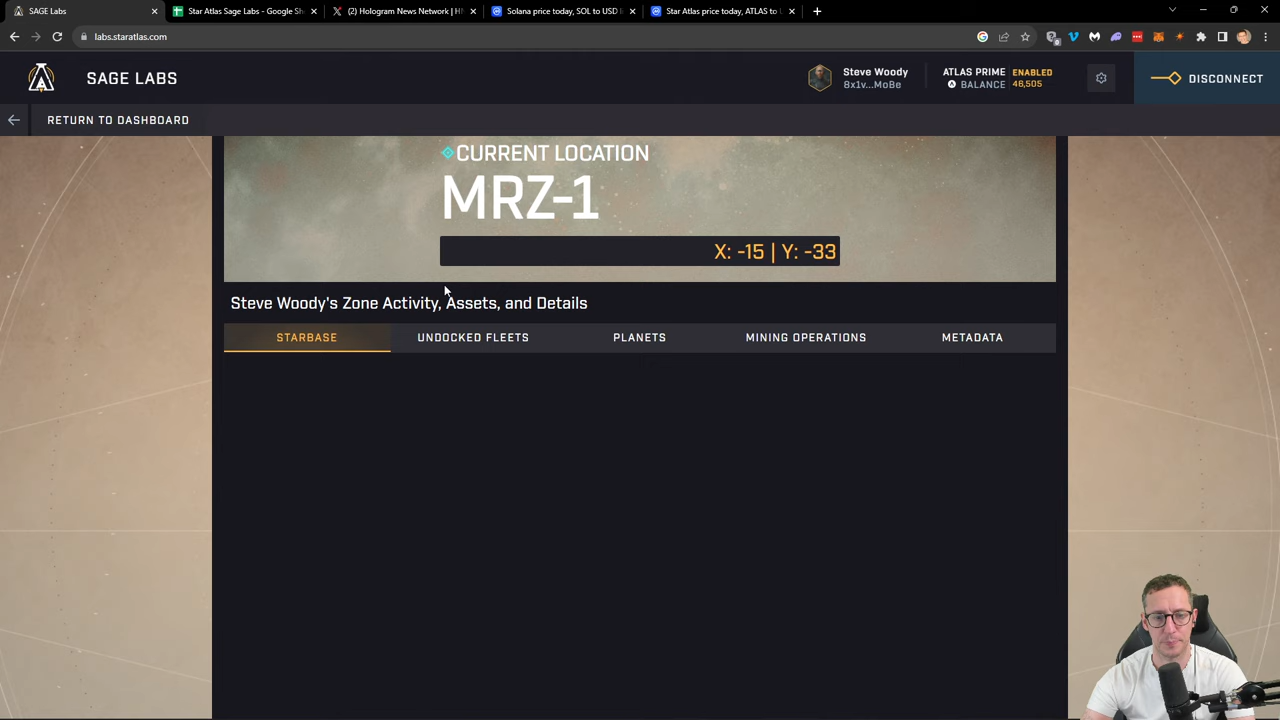 SAGE Labs
Star Atlas Sage Labs - Google Sh
(2) Hologram News Network | H
Solana price today, SOL to USD
Star Atlas price today, ATLAS to
labs.staratlas.com
SAGE LABS
Steve Woody
8x1v...MoBe
ATLAS PRIME ENABLED
BALANCE 46,505
DISCONNECT
RETURN TO DASHBOARD
CURRENT LOCATION
MRZ-1
X: -15 | Y: -33
Steve Woody's Zone Activity, Assets, and Details
STARBASE
UNDOCKED FLEETS
PLANETS
MINING OPERATIONS
METADATA